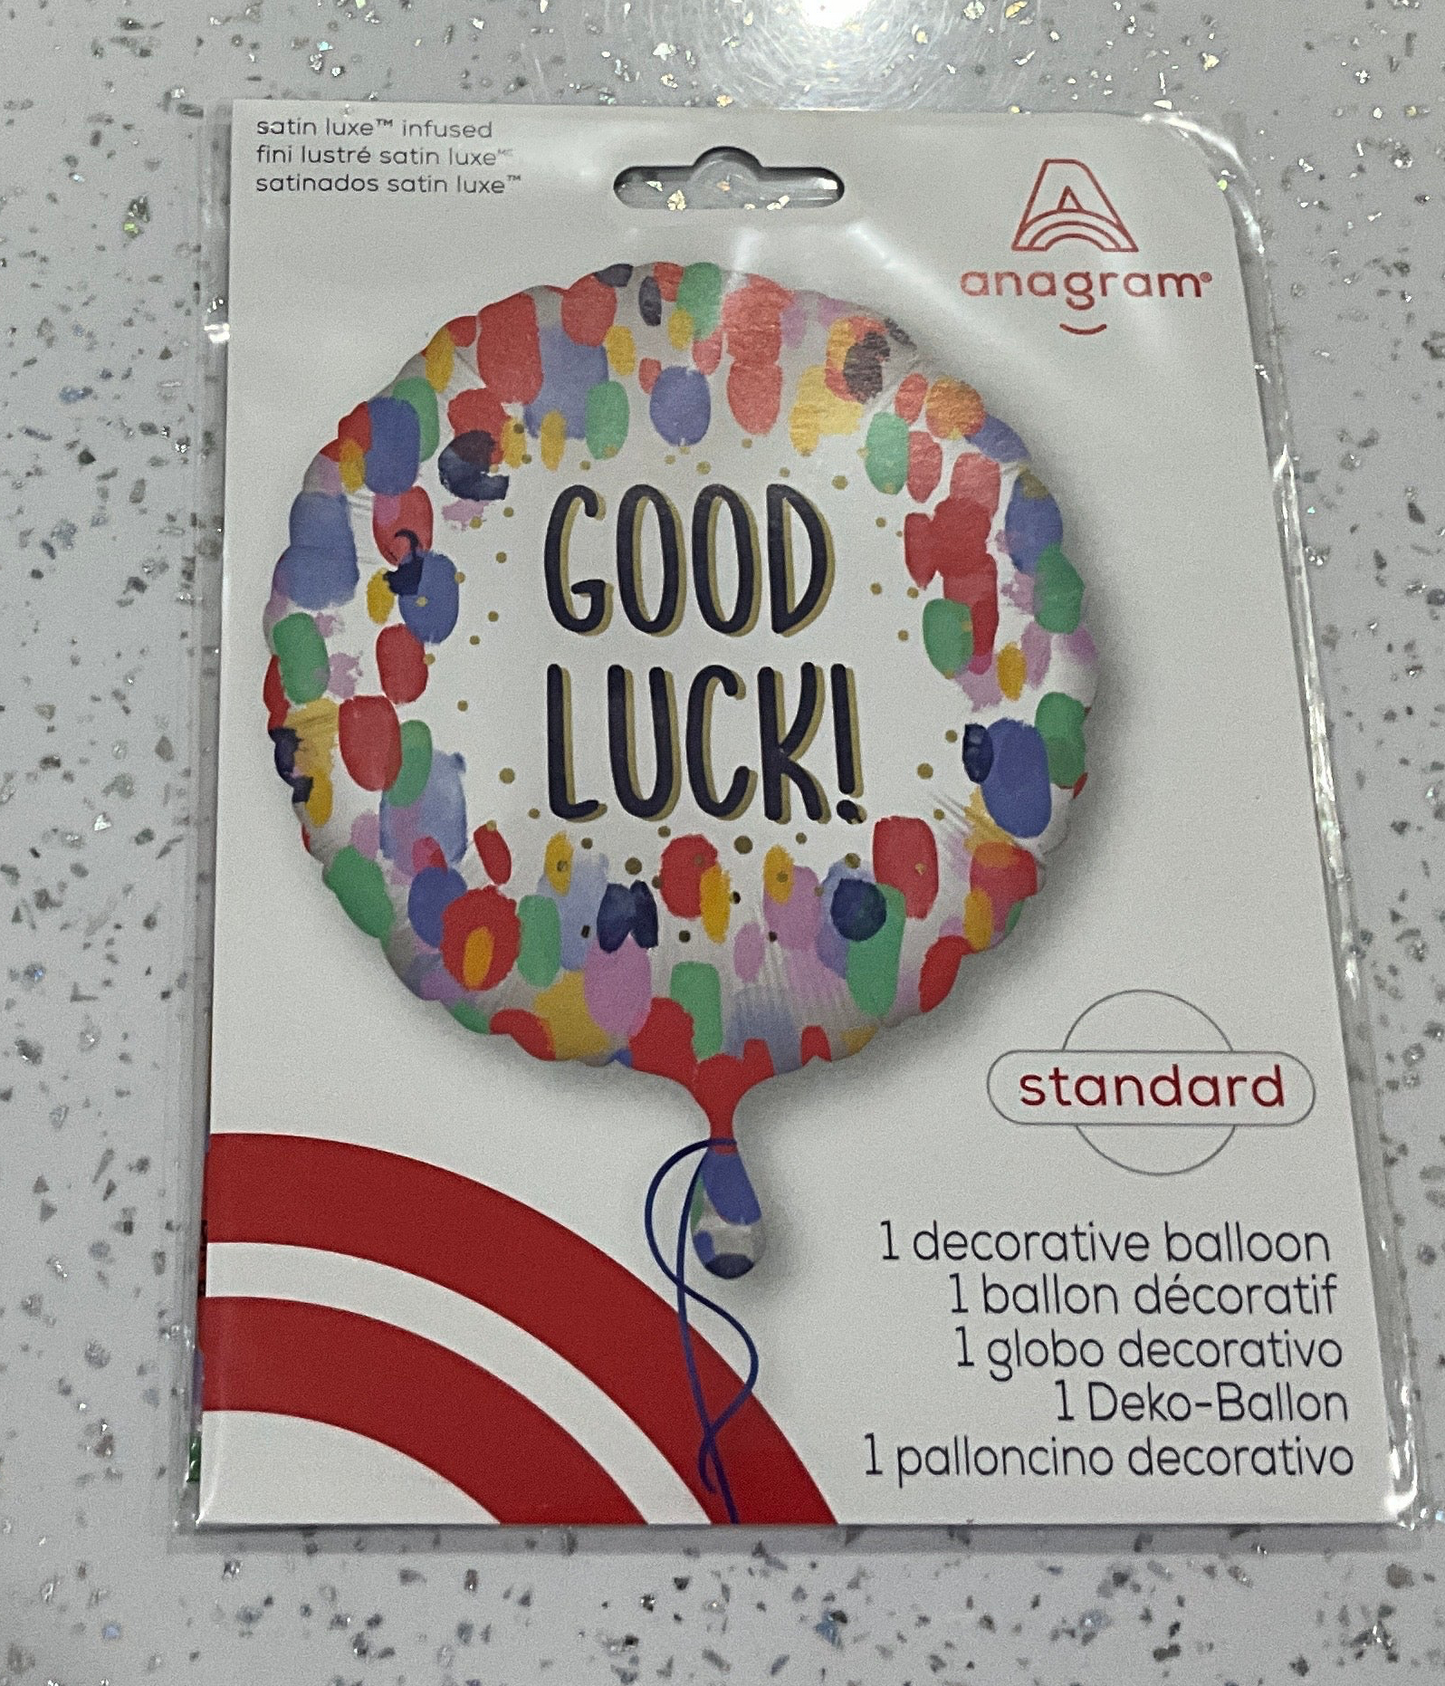 satin luxe™ infused
fini lustré satin luxeᴹᶜ
satinados satin luxe™
anagram®
GOOD
LUCK!
standard
1 decorative balloon
1 ballon décoratif
1 globo decorativo
1 Deko-Ballon
1 palloncino decorativo